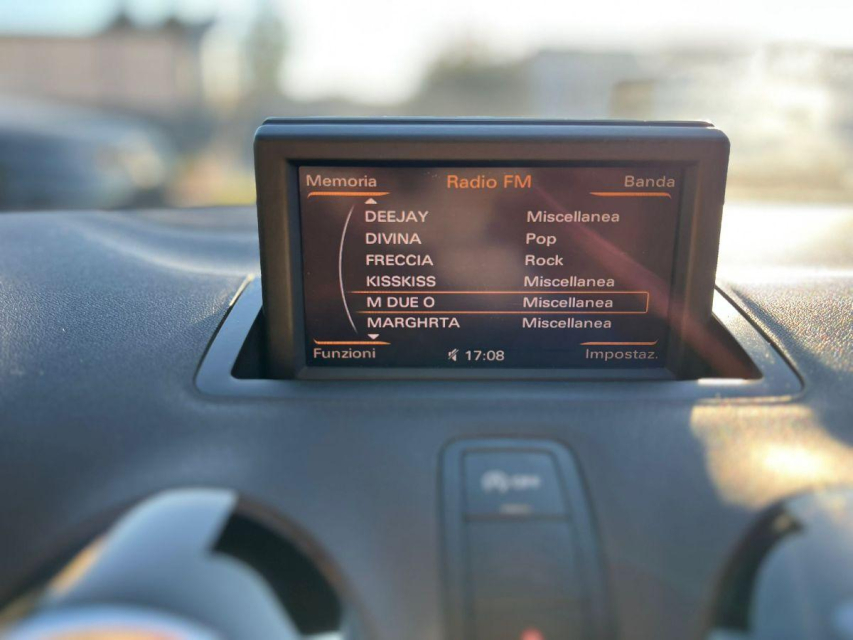 Memoria Radio FM Banda
DEEJAY Miscellanea
DIVINA Pop
FRECCIA Rock
KISSKISS Miscellanea
M DUE O Miscellanea
MARGHRTA Miscellanea
Funzioni 17:08 Impostaz.
OFF